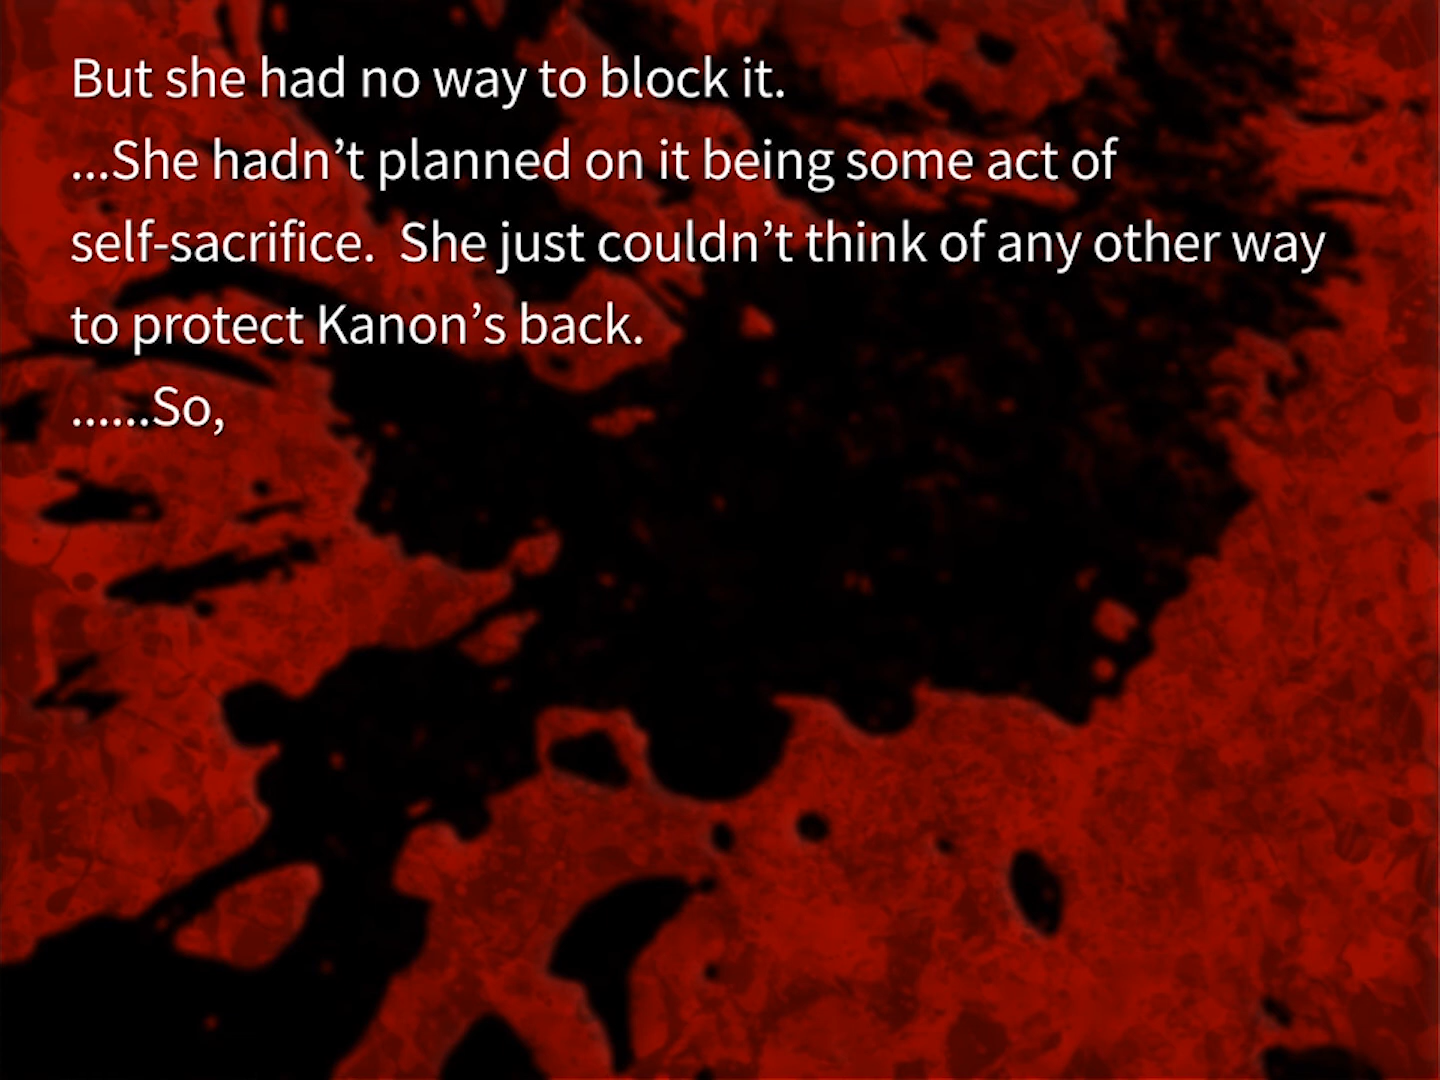 But she had no way to block it.
...She hadn’t planned on it being some act of
self-sacrifice.  She just couldn’t think of any other way
to protect Kanon’s back.
......So,